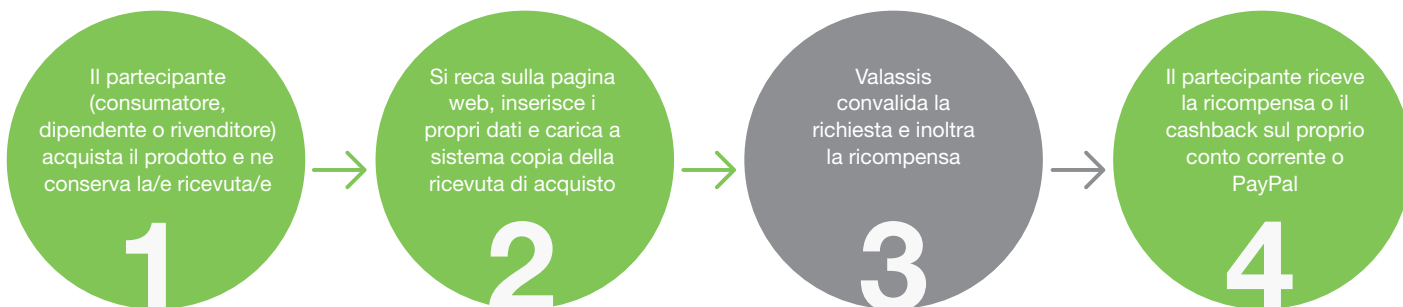 Il partecipante
(consumatore,
dipendente o rivenditore)
acquista il prodotto e ne
conserva la/e ricevuta/e
1
Si reca sulla pagina
web, inserisce i
propri dati e carica a
sistema copia della
ricevuta di acquisto
2
Valassis
convalida la
richiesta e inoltra
la ricompensa
3
Il partecipante riceve
la ricompensa o il
cashback sul proprio
conto corrente o
PayPal
4